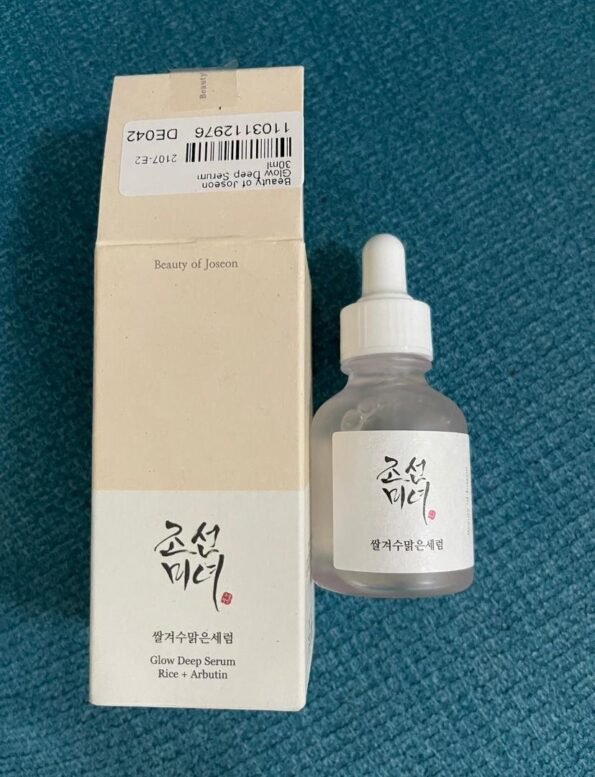 Beauty
1103112976 DE042
2107-E2
Beauty of Joseon
Glow Deep Serum
30ml
Beauty of Joseon
조선
미녀
쌀겨수맑은세럼
Glow Deep Serum
Rice + Arbutin
조선
미녀
쌀겨수맑은세럼